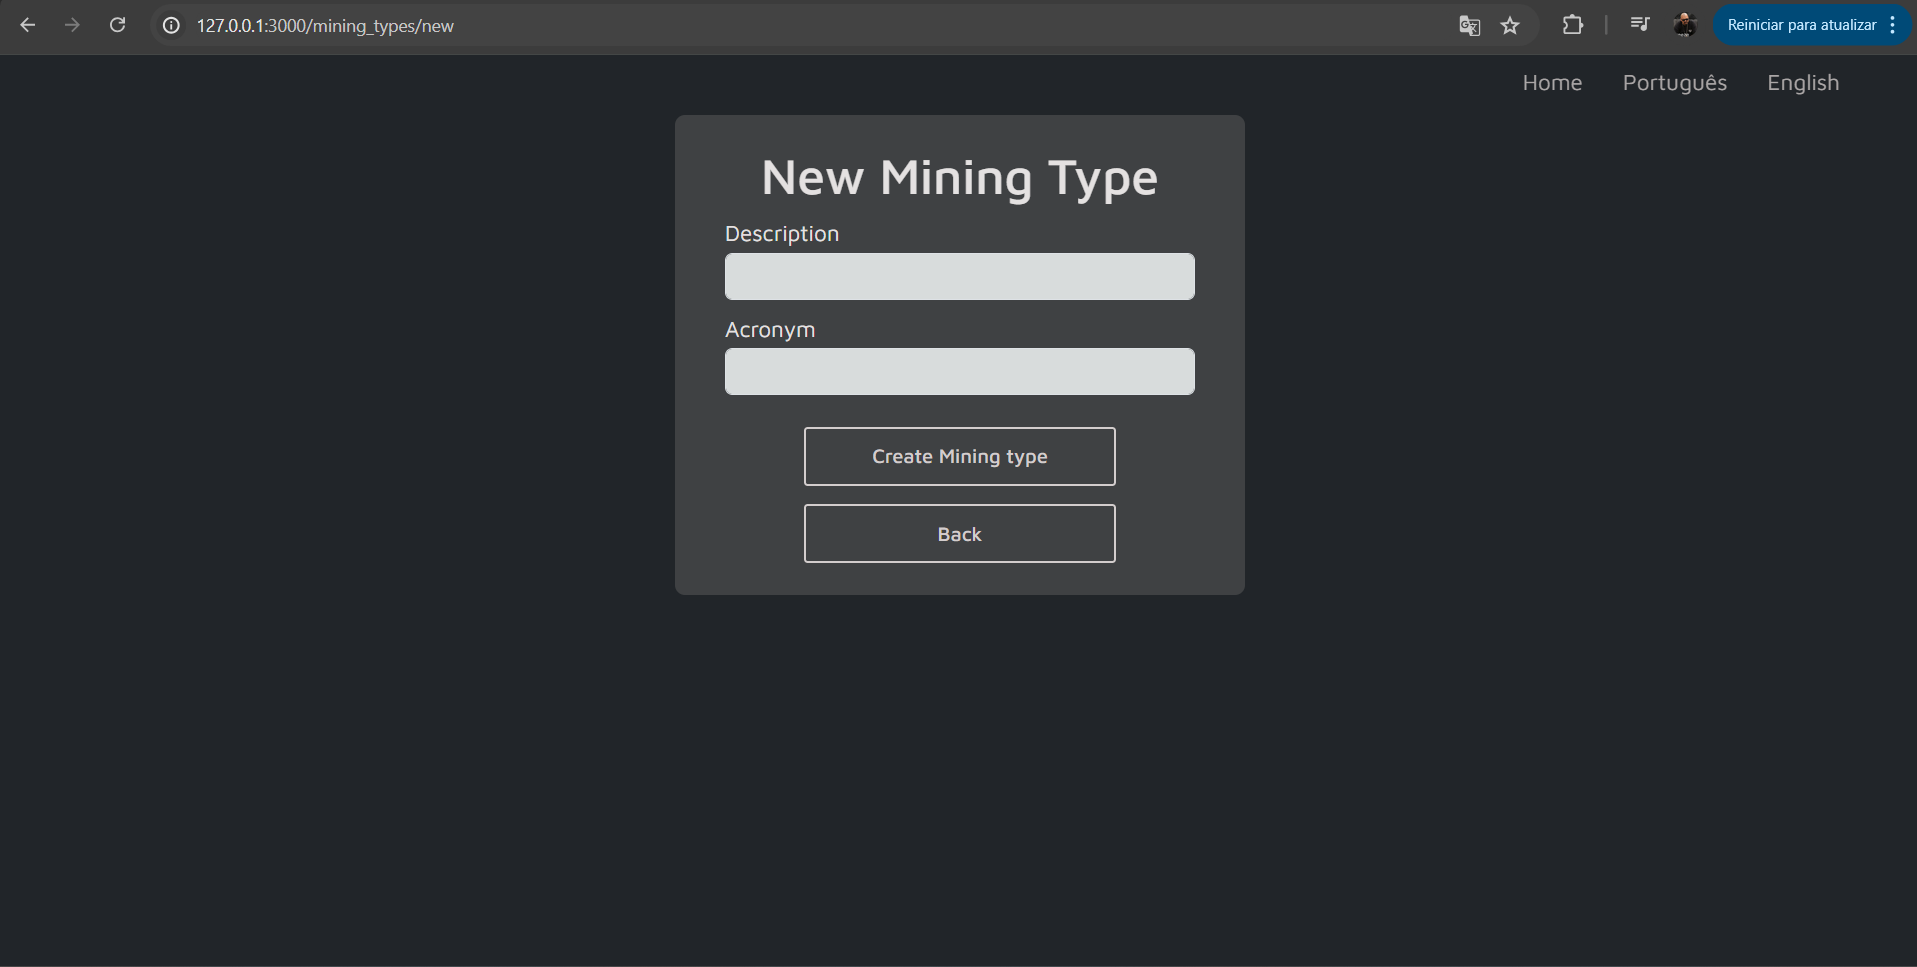 127.0.0.1:3000/mining_types/new
Reiniciar para atualizar
Home Português English
New Mining Type
Description
Acronym
Create Mining type
Back